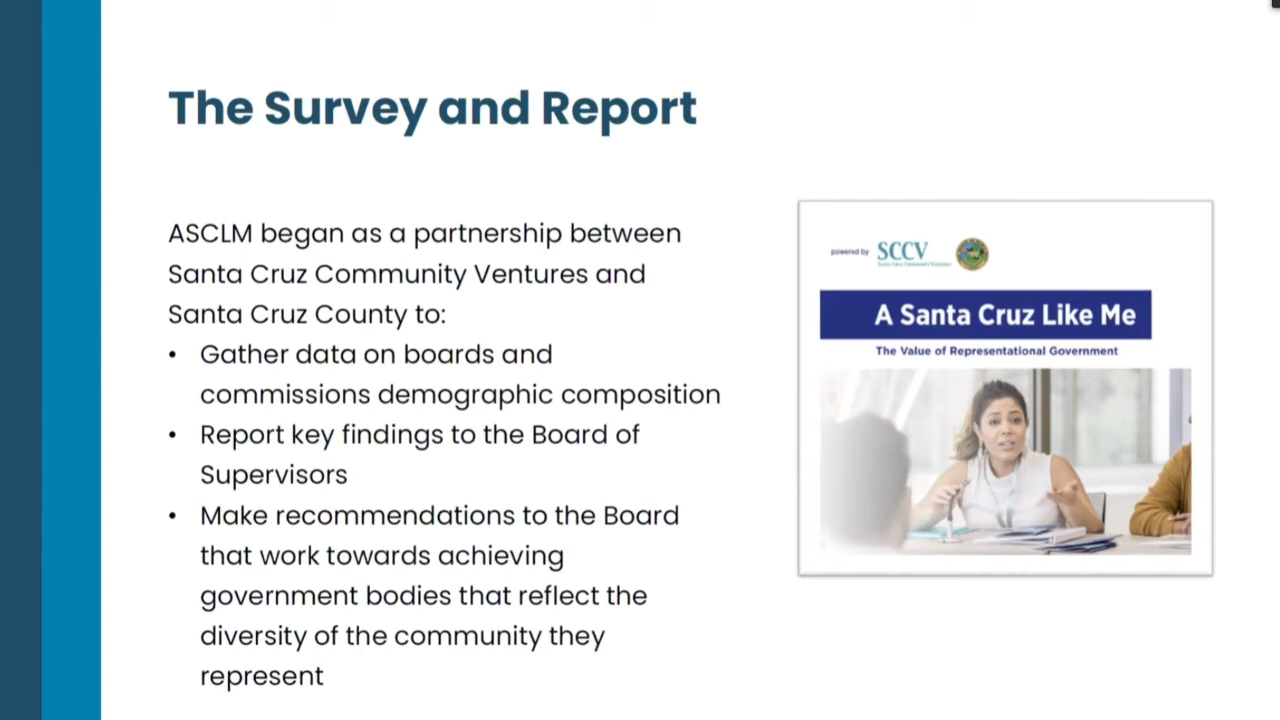 The Survey and Report
ASCLM began as a partnership between
Santa Cruz Community Ventures and
Santa Cruz County to:
• Gather data on boards and
commissions demographic composition
• Report key findings to the Board of
Supervisors
• Make recommendations to the Board
that work towards achieving
government bodies that reflect the
diversity of the community they
represent
powered by SCCV
A Santa Cruz Like Me
The Value of Representational Government